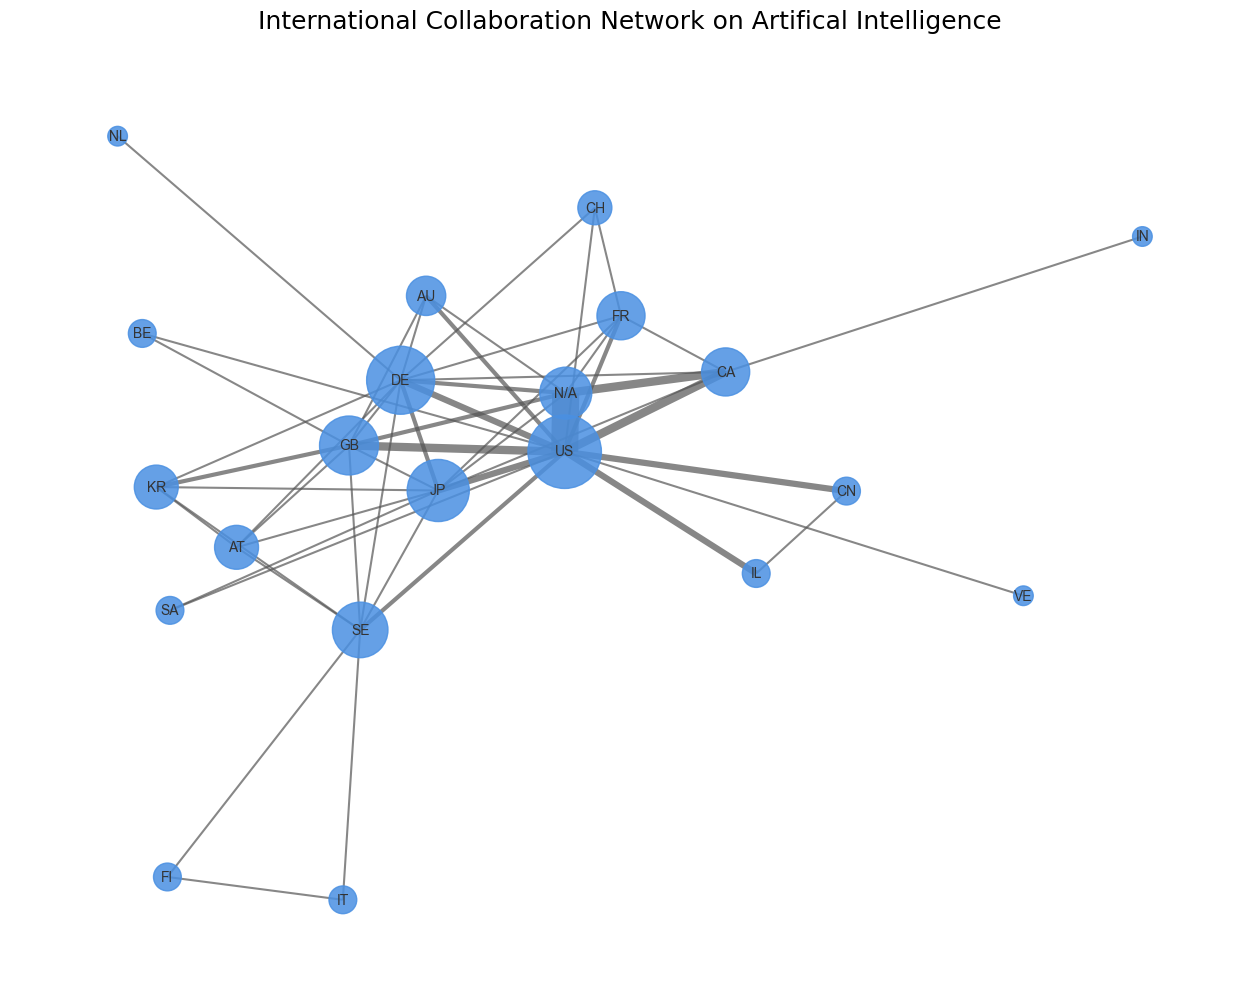 International Collaboration Network on Artifical Intelligence
NL
CH
IN
AU
FR
BE
CA
DE
N/A
GB
US
KR
JP
CN
AT
IL
VE
SA
SE
FI
IT